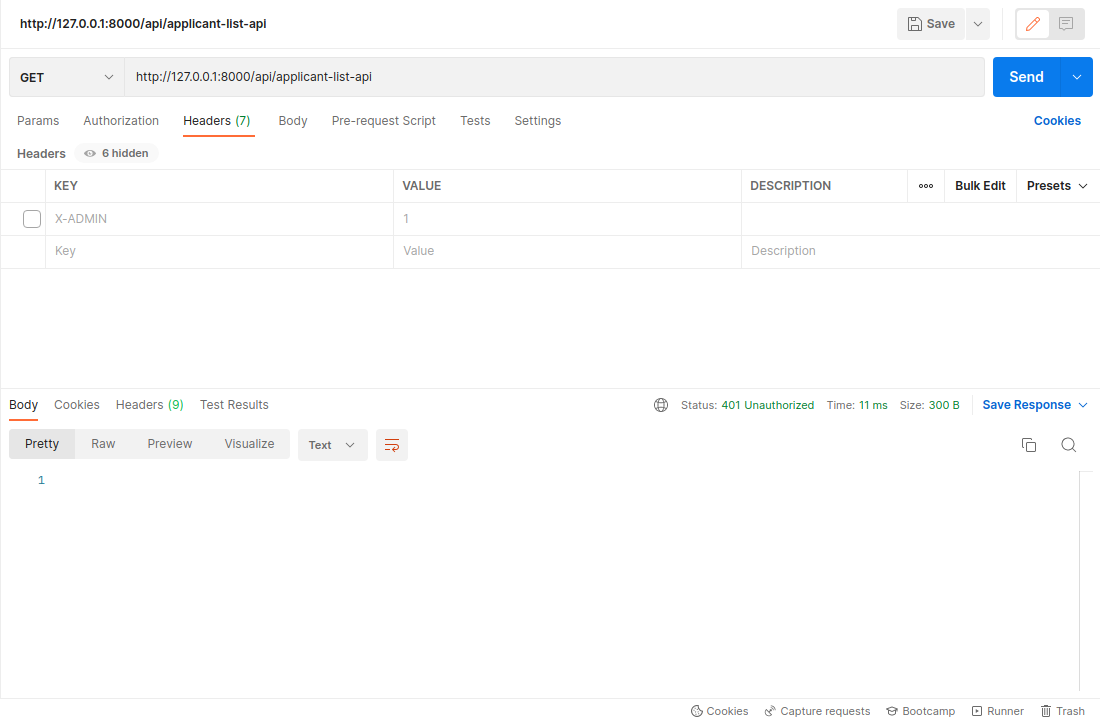 http://127.0.0.1:8000/api/applicant-list-api Save
GET http://127.0.0.1:8000/api/applicant-list-api Send
Params Authorization Headers (7) Body Pre-request Script Tests Settings Cookies
Headers 6 hidden
KEY VALUE DESCRIPTION Bulk Edit Presets
X-ADMIN 1
Key Value Description
Body Cookies Headers (9) Test Results Status: 401 Unauthorized Time: 11 ms Size: 300 B Save Response
Pretty Raw Preview Visualize Text
1
Cookies Capture requests Bootcamp Runner Trash